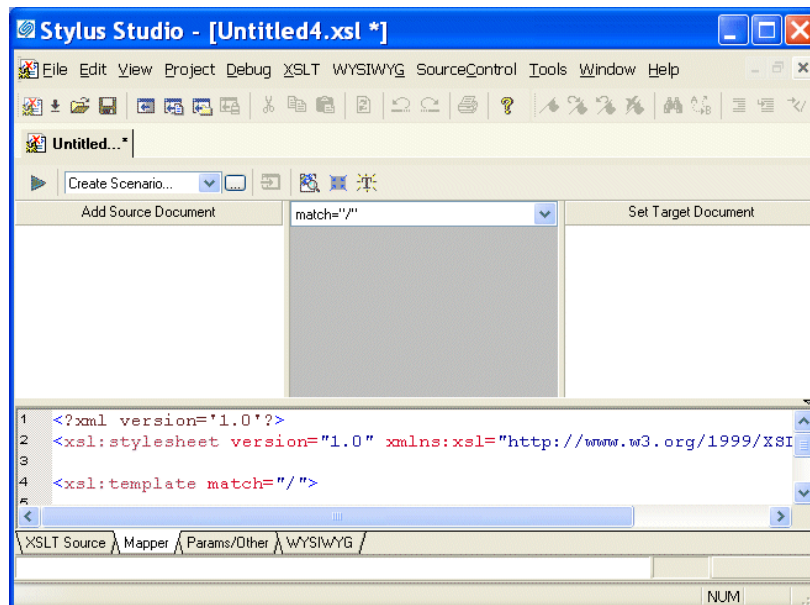 Stylus Studio - [Untitled4.xsl *]
File Edit View Project Debug XSLT WYSIWYG SourceControl Tools Window Help
Untitled...*
Create Scenario...
Add Source Document match="/" Set Target Document
1 <?xml version='1.0'?>
2 <xsl:stylesheet version="1.0" xmlns:xsl="http://www.w3.org/1999/XSL
3
4 <xsl:template match="/">
5
XSLT Source Mapper Params/Other WYSIWYG
NUM